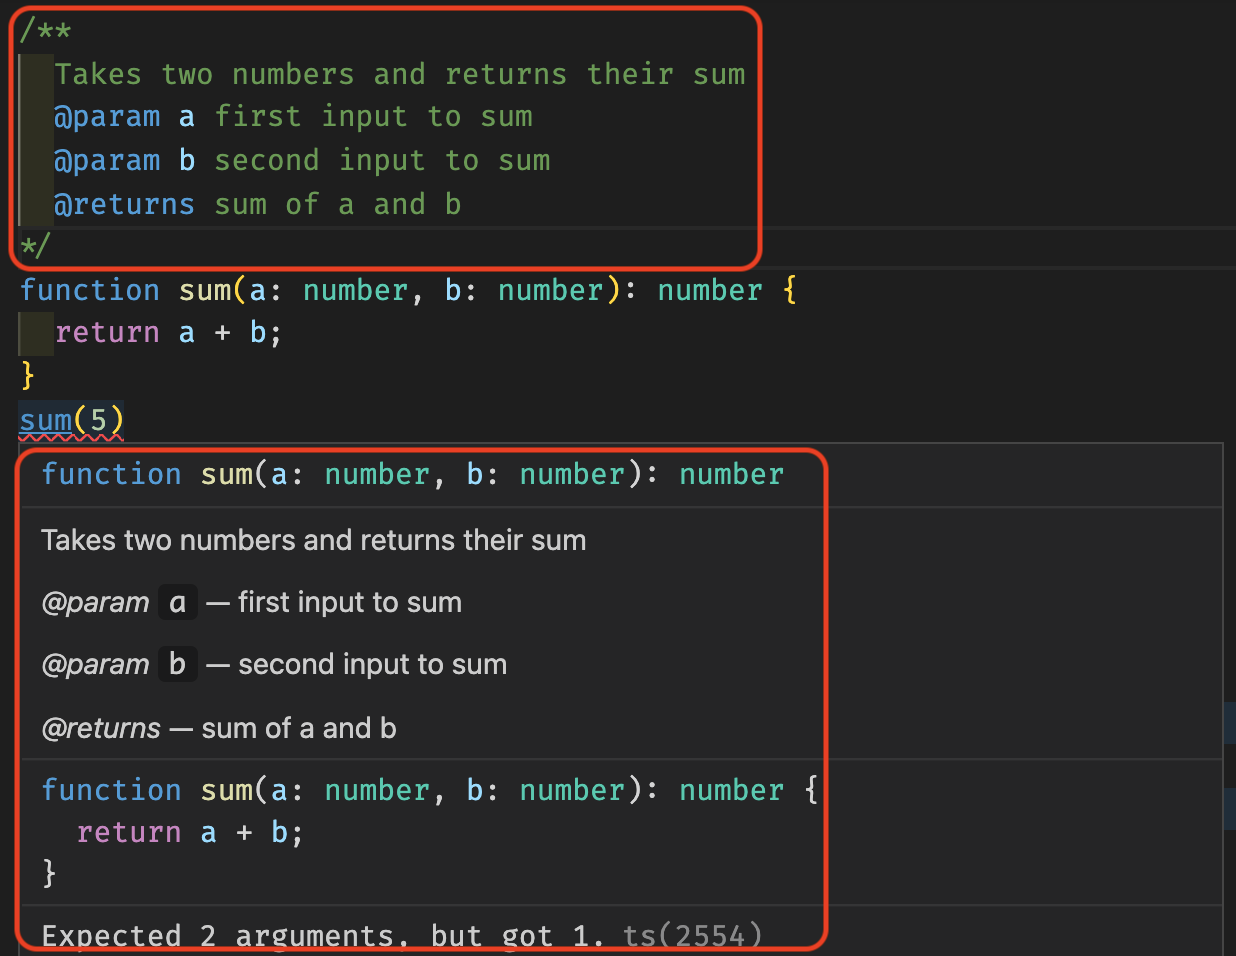 /**
Takes two numbers and returns their sum
@param a first input to sum
@param b second input to sum
@returns sum of a and b
*/
function sum(a: number, b: number): number {
return a + b;
}
sum(5)
function sum(a: number, b: number): number
Takes two numbers and returns their sum
@param a — first input to sum
@param b — second input to sum
@returns — sum of a and b
function sum(a: number, b: number): number {
return a + b;
}
Expected 2 arguments, but got 1. ts(2554)